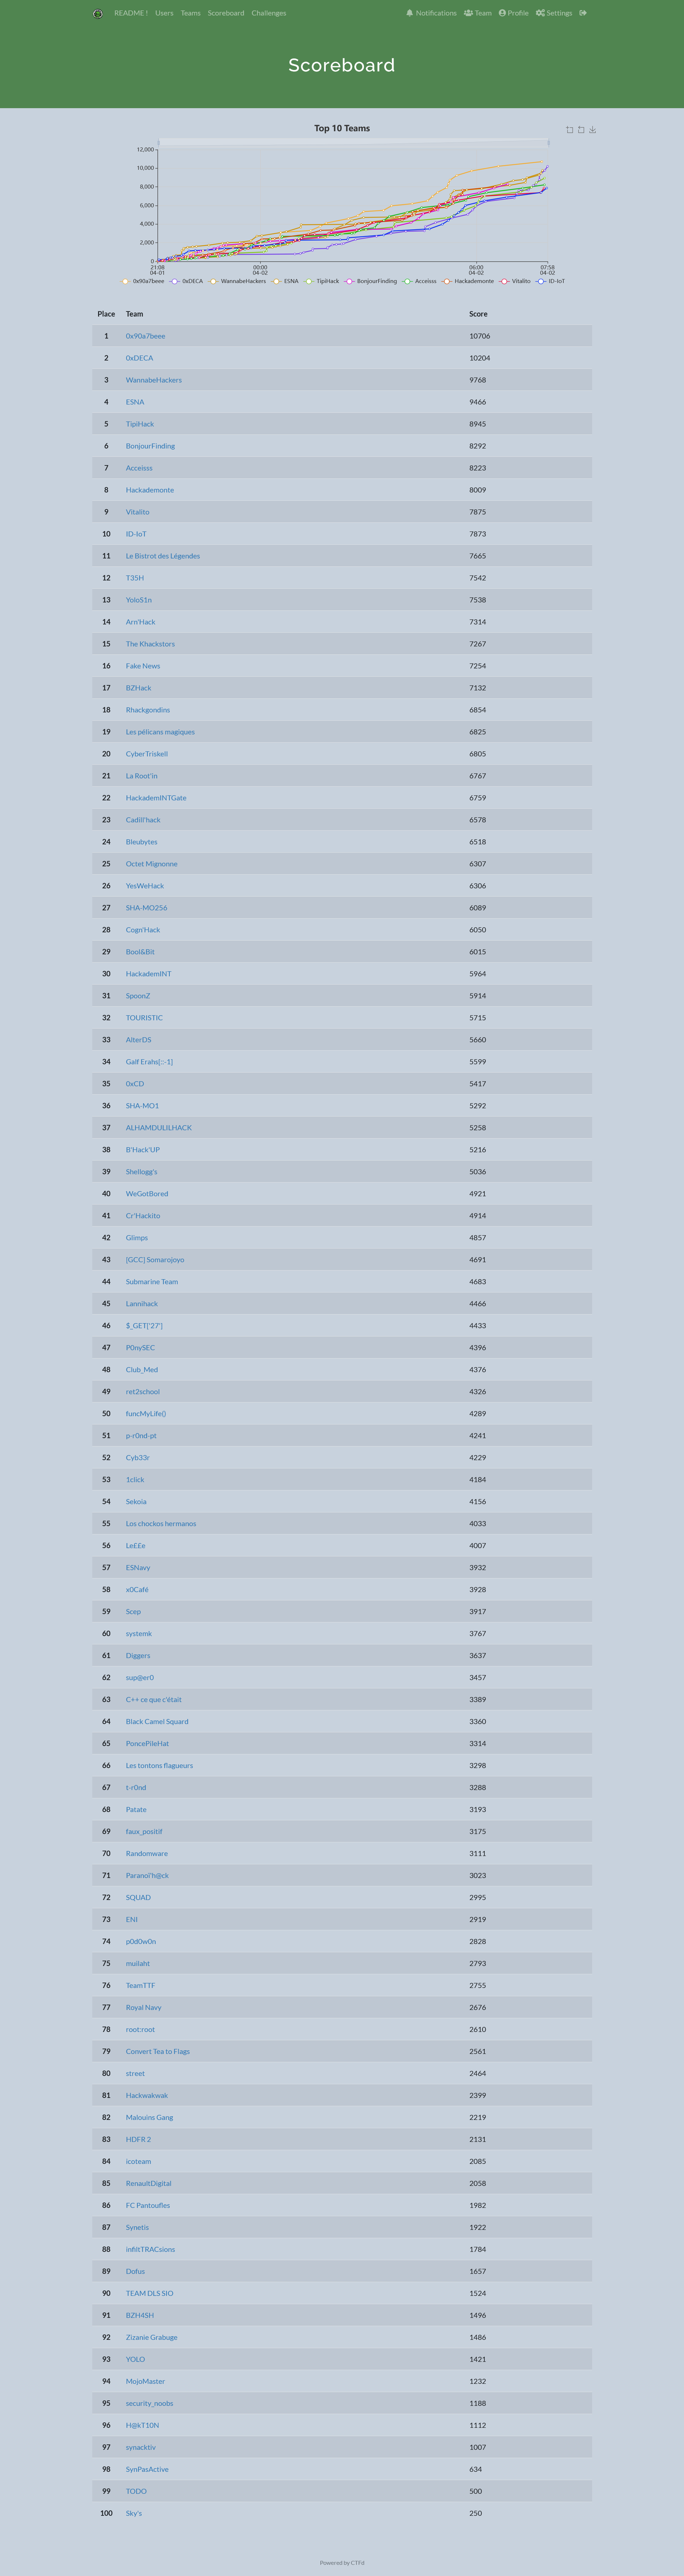 README ! Users Teams Scoreboard Challenges Notifications Team Profile Settings
Scoreboard
Top 10 Teams
12,000
10,000
8,000
6,000
4,000
2,000
0
21:08 00:00 06:00 07:58
04-01 04-02 04-02 04-02
0x90a7beee 0xDECA WannabeHackers ESNA TipiHack BonjourFinding Acceisss Hackademonte Vitalito ID-IoT
Place Team Score
1 0x90a7beee 10706
2 0xDECA 10204
3 WannabeHackers 9768
4 ESNA 9466
5 TipiHack 8945
6 BonjourFinding 8292
7 Acceisss 8223
8 Hackademonte 8009
9 Vitalito 7875
10 ID-IoT 7873
11 Le Bistrot des Légendes 7665
12 T35H 7542
13 YoloS1n 7538
14 Arn'Hack 7314
15 The Khackstors 7267
16 Fake News 7254
17 BZHack 7132
18 Rhackgondins 6854
19 Les pélicans magiques 6825
20 CyberTriskell 6805
21 La Root'in 6767
22 HackademINTGate 6759
23 Cadill'hack 6578
24 Bleubytes 6518
25 Octet Mignonne 6307
26 YesWeHack 6306
27 SHA-MO256 6089
28 Cogn'Hack 6050
29 Bool&Bit 6015
30 HackademINT 5964
31 SpoonZ 5914
32 TOURISTIC 5715
33 AlterDS 5660
34 Galf Erahs[::-1] 5599
35 0xCD 5417
36 SHA-MO1 5292
37 ALHAMDULILHACK 5258
38 B'Hack'UP 5216
39 Shellogg's 5036
40 WeGotBored 4921
41 Cr'Hackito 4914
42 Glimps 4857
43 [GCC] Somarojoyo 4691
44 Submarine Team 4683
45 Lannihack 4466
46 $_GET['27'] 4433
47 P0nySEC 4396
48 Club_Med 4376
49 ret2school 4326
50 funcMyLife() 4289
51 p-r0nd-pt 4241
52 Cyb33r 4229
53 1click 4184
54 Sekoia 4156
55 Los chockos hermanos 4033
56 Le££e 4007
57 ESNavy 3932
58 x0Café 3928
59 Scep 3917
60 systemk 3767
61 Diggers 3637
62 sup@er0 3457
63 C++ ce que c'était 3389
64 Black Camel Squard 3360
65 PoncePileHat 3314
66 Les tontons flagueurs 3298
67 t-r0nd 3288
68 Patate 3193
69 faux_positif 3175
70 Randomware 3111
71 Paranoï'h@ck 3023
72 SQUAD 2995
73 ENI 2919
74 p0d0w0n 2828
75 muilaht 2793
76 TeamTTF 2755
77 Royal Navy 2676
78 root:root 2610
79 Convert Tea to Flags 2561
80 street 2464
81 Hackwakwak 2399
82 Malouins Gang 2219
83 HDFR 2 2131
84 icoteam 2085
85 RenaultDigital 2058
86 FC Pantoufles 1982
87 Synetis 1922
88 infiltTRACsions 1784
89 Dofus 1657
90 TEAM DLS SIO 1524
91 BZH4SH 1496
92 Zizanie Grabuge 1486
93 YOLO 1421
94 MojoMaster 1232
95 security_noobs 1188
96 H@kT10N 1112
97 synacktiv 1007
98 SynPasActive 634
99 TODO 500
100 Sky's 250
Powered by CTFd